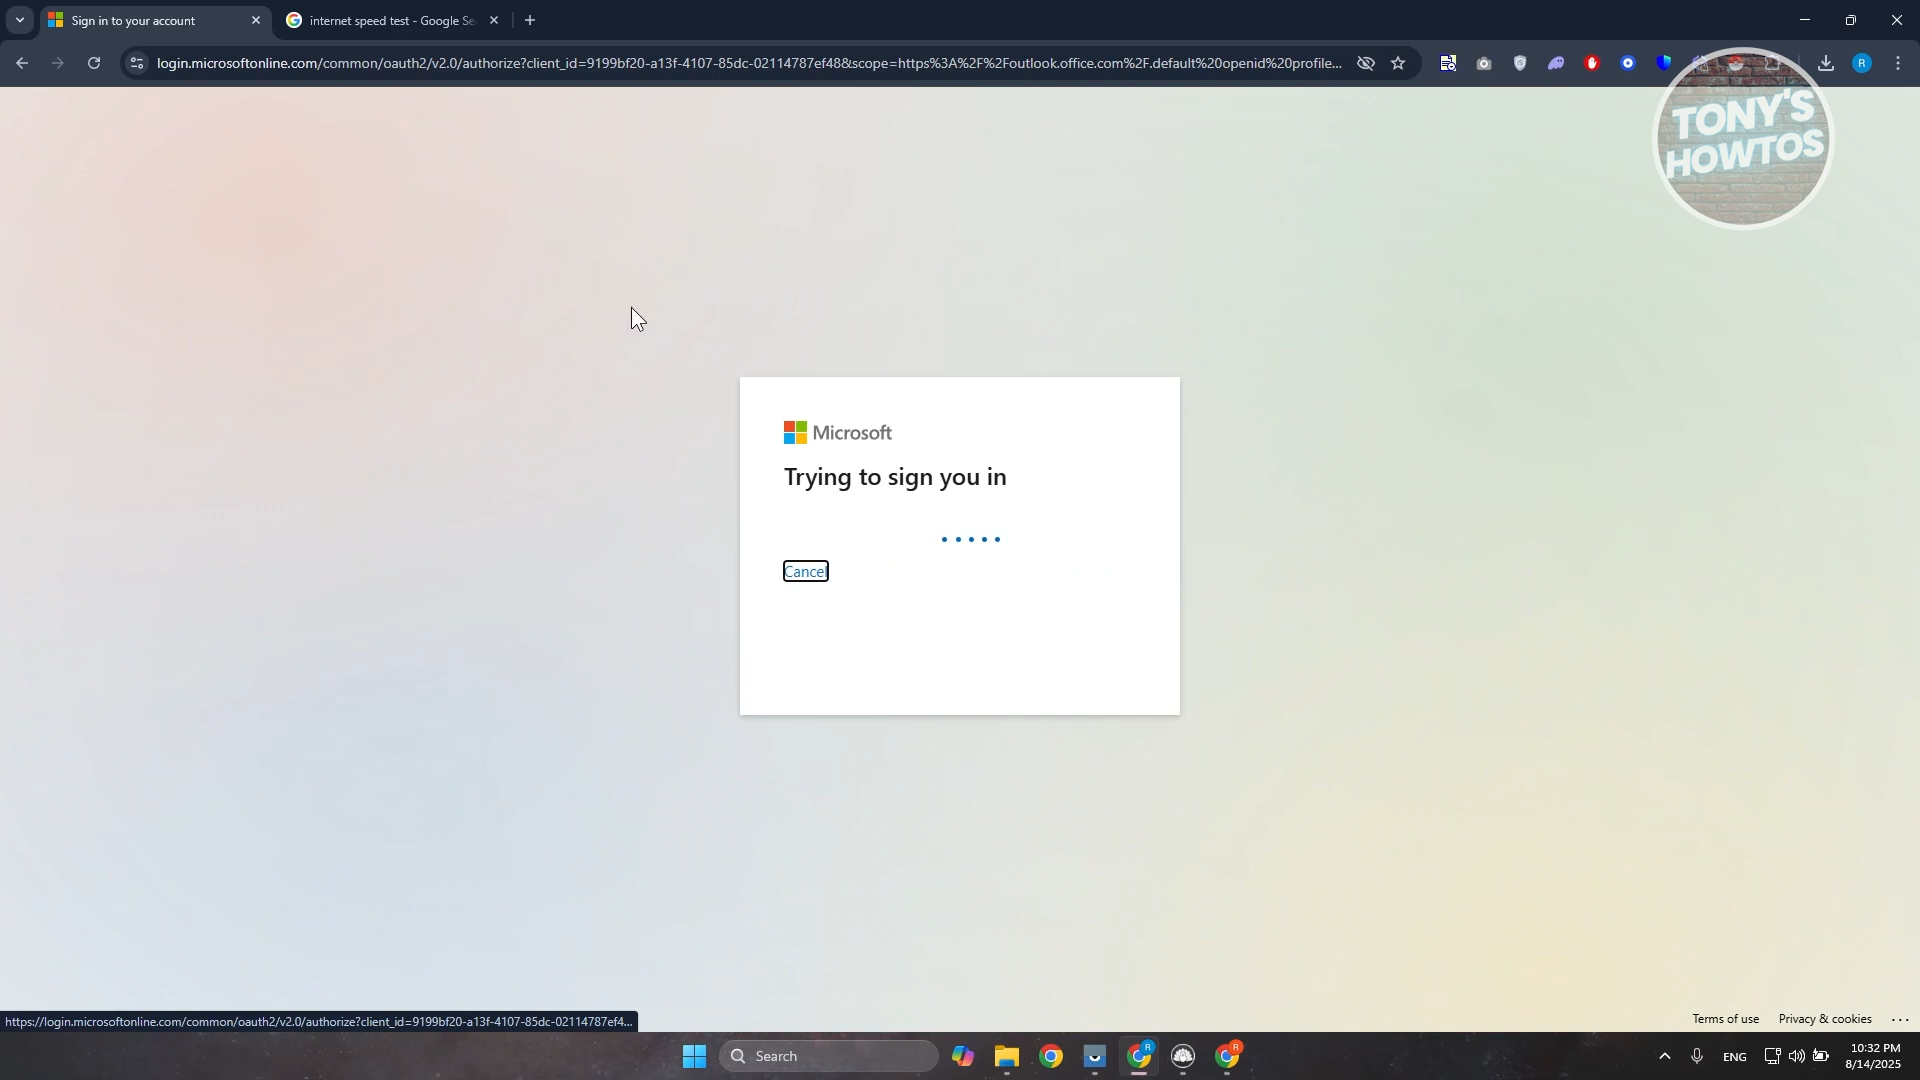 Sign in to your account
internet speed test - Google Se
login.microsoftonline.com/common/oauth2/v2.0/authorize?client_id=9199bf20-a13f-4107-85dc-02114787ef48&scope=https%3A%2F%2Foutlook.office.com%2F.default%20openid%20profile...
R
TONY'S
HOWTOS
Microsoft
Trying to sign you in
Cancel
https://login.microsoftonline.com/common/oauth2/v2.0/authorize?client_id=9199bf20-a13f-4107-85dc-02114787ef4...
Terms of use
Privacy & cookies
...
Search
R
R
ENG
10:32 PM
8/14/2025